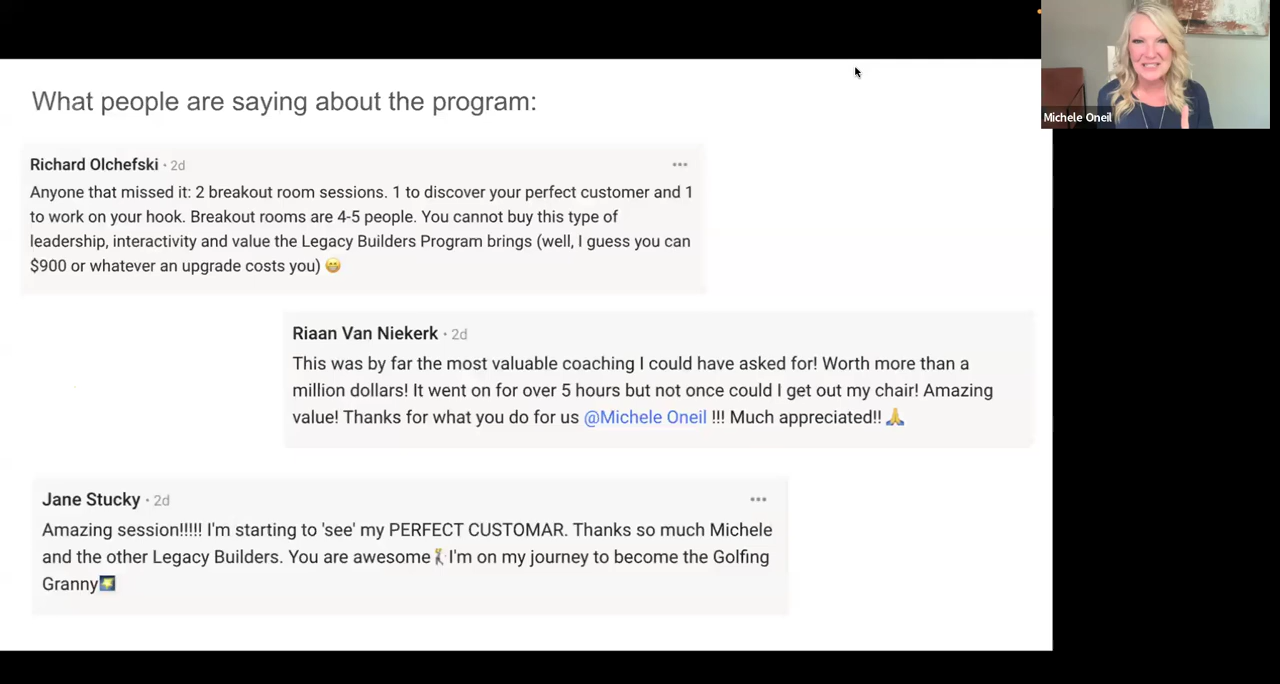 What people are saying about the program:
Michele Oneil
Richard Olchefski · 2d
Anyone that missed it: 2 breakout room sessions. 1 to discover your perfect customer and 1
to work on your hook. Breakout rooms are 4-5 people. You cannot buy this type of
leadership, interactivity and value the Legacy Builders Program brings (well, I guess you can
$900 or whatever an upgrade costs you) 😁
Riaan Van Niekerk · 2d
This was by far the most valuable coaching I could have asked for! Worth more than a
million dollars! It went on for over 5 hours but not once could I get out my chair! Amazing
value! Thanks for what you do for us @Michele Oneil !!! Much appreciated!! 🙏
Jane Stucky · 2d
Amazing session!!!!! I'm starting to 'see' my PERFECT CUSTOMAR. Thanks so much Michele
and the other Legacy Builders. You are awesome I'm on my journey to become the Golfing
Granny